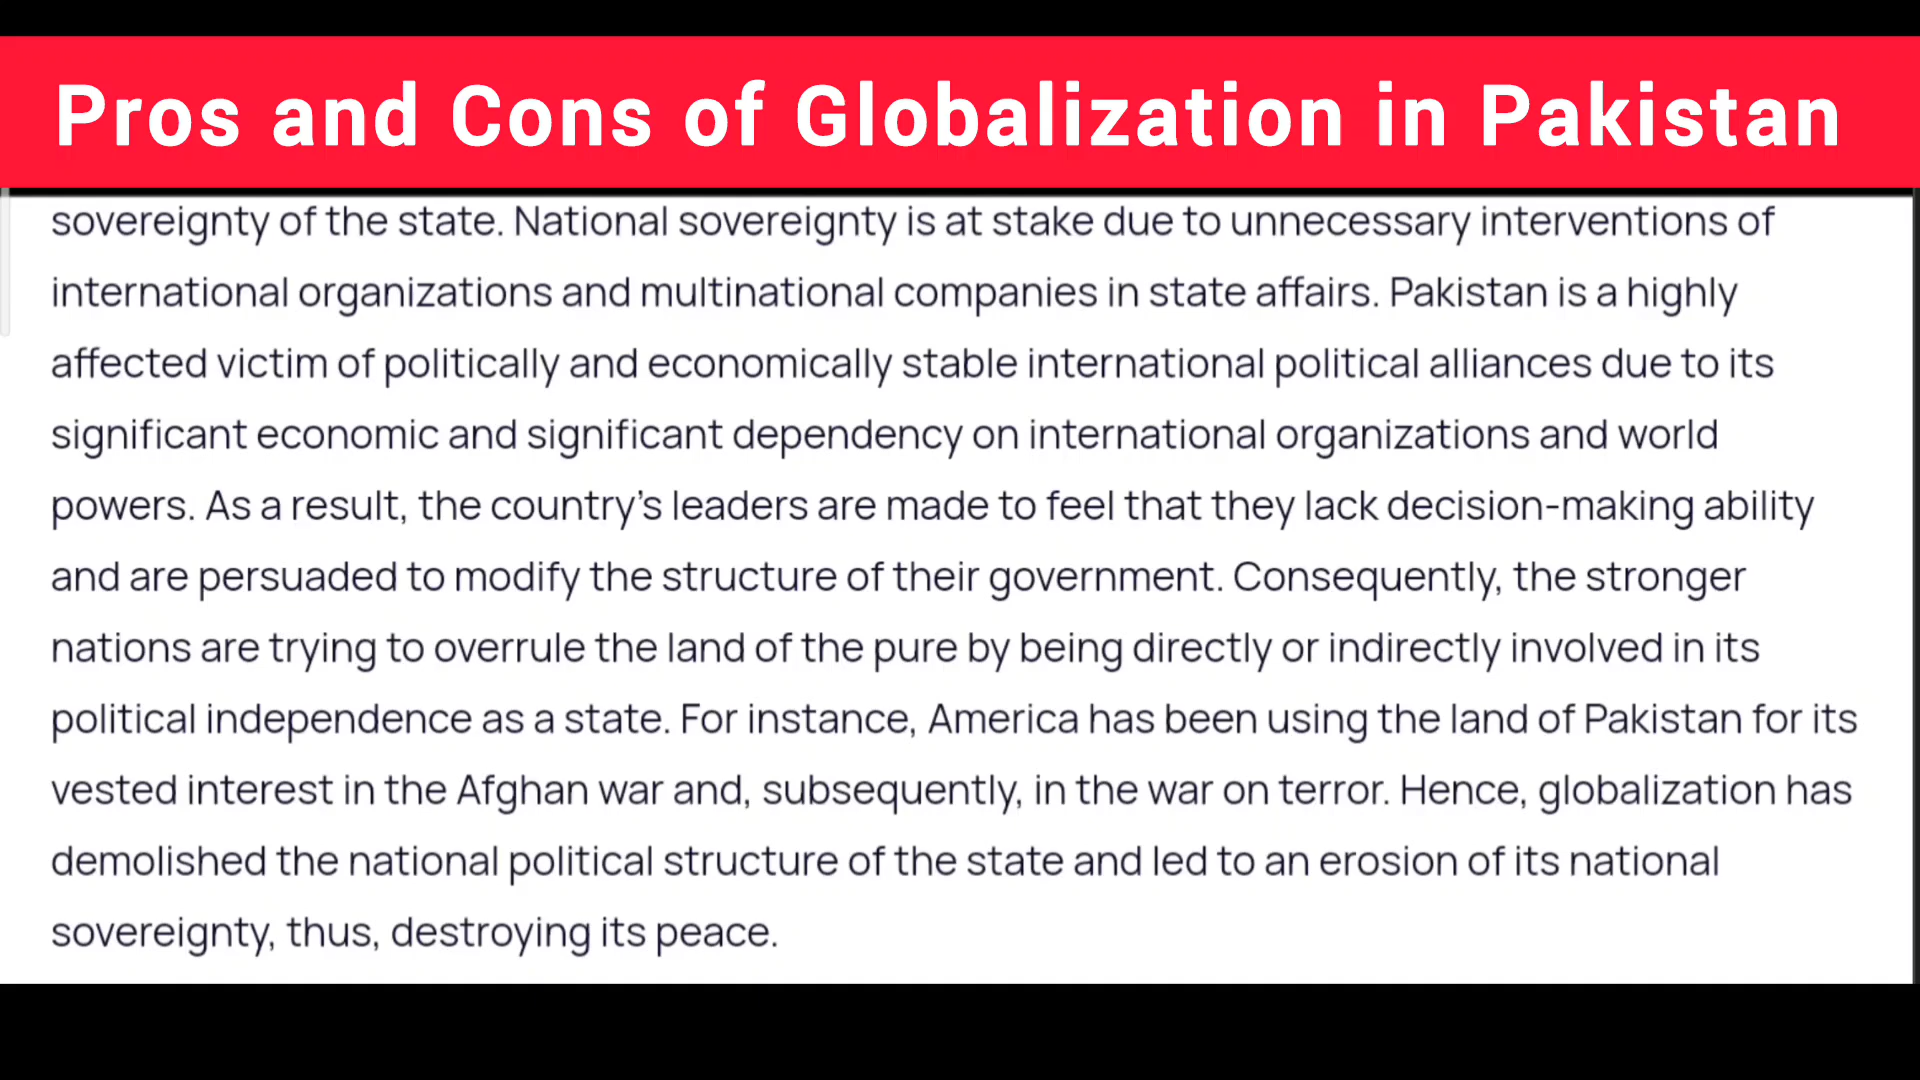 Pros and Cons of Globalization in Pakistan
sovereignty of the state. National sovereignty is at stake due to unnecessary interventions of
international organizations and multinational companies in state affairs. Pakistan is a highly
affected victim of politically and economically stable international political alliances due to its
significant economic and significant dependency on international organizations and world
powers. As a result, the country’s leaders are made to feel that they lack decision-making ability
and are persuaded to modify the structure of their government. Consequently, the stronger
nations are trying to overrule the land of the pure by being directly or indirectly involved in its
political independence as a state. For instance, America has been using the land of Pakistan for its
vested interest in the Afghan war and, subsequently, in the war on terror. Hence, globalization has
demolished the national political structure of the state and led to an erosion of its national
sovereignty, thus, destroying its peace.